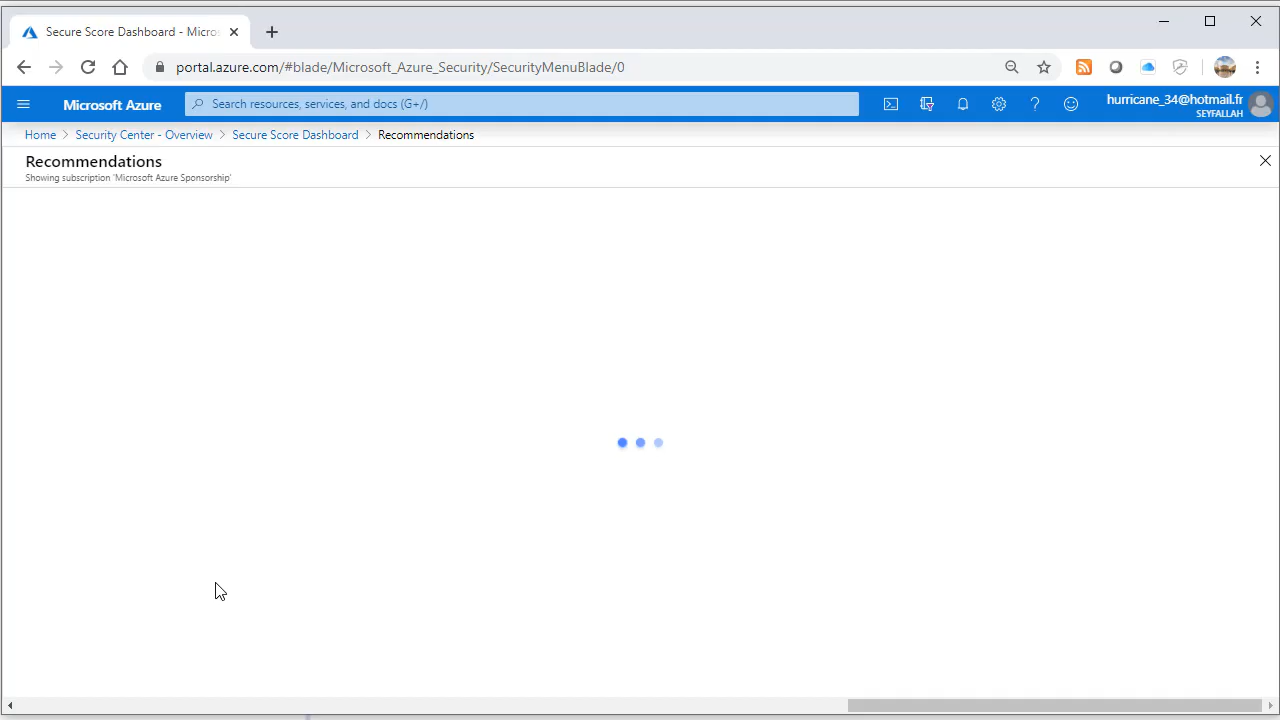 Secure Score Dashboard - Micro
portal.azure.com/#blade/Microsoft_Azure_Security/SecurityMenuBlade/0
Microsoft Azure
Search resources, services, and docs (G+/)
hurricane_34@hotmail.fr
SEYFALLAH
Home > Security Center - Overview > Secure Score Dashboard > Recommendations
Recommendations
Showing subscription 'Microsoft Azure Sponsorship'